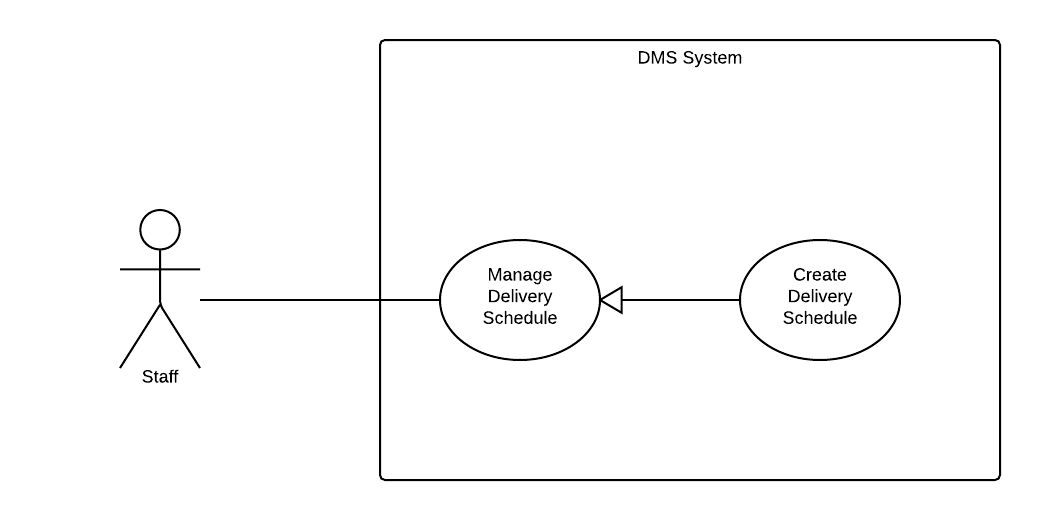 DMS System
Manage
Delivery
Schedule
Create
Delivery
Schedule
Staff